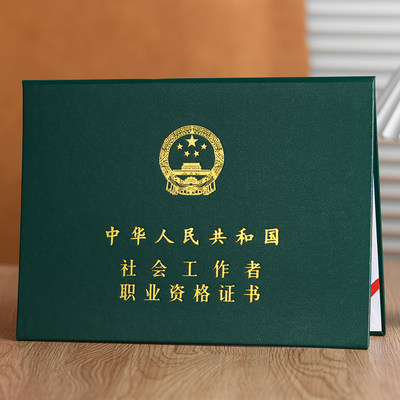 中华人民共和国
社会工作者
职业资格证书